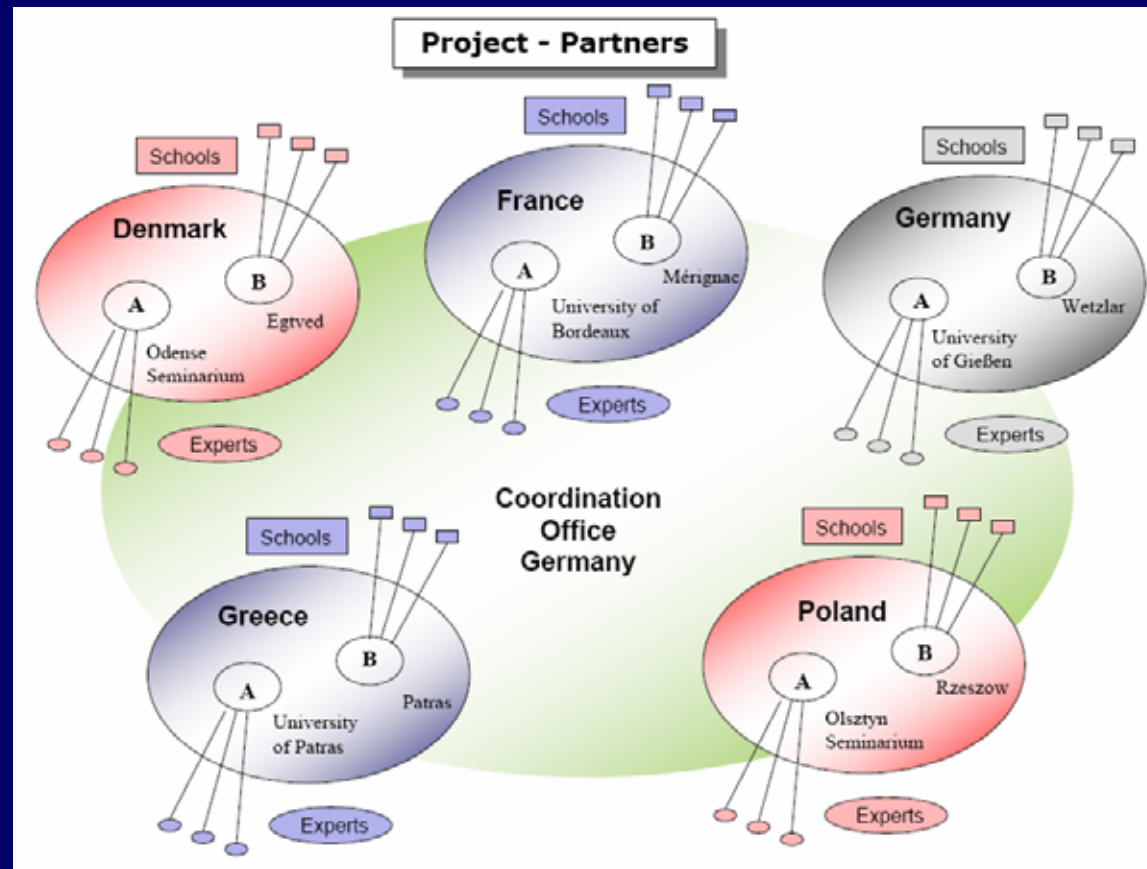 Project - Partners
Schools
Denmark
A
B
Egtved
Odense
Seminarium
Experts
Schools
France
A
B
Mérignac
University of
Bordeaux
Experts
Schools
Germany
A
B
Wetzlar
University
of Gießen
Experts
Coordination
Office
Germany
Schools
Greece
A
B
Patras
University
of Patras
Experts
Schools
Poland
A
B
Rzeszow
Olsztyn
Seminarium
Experts